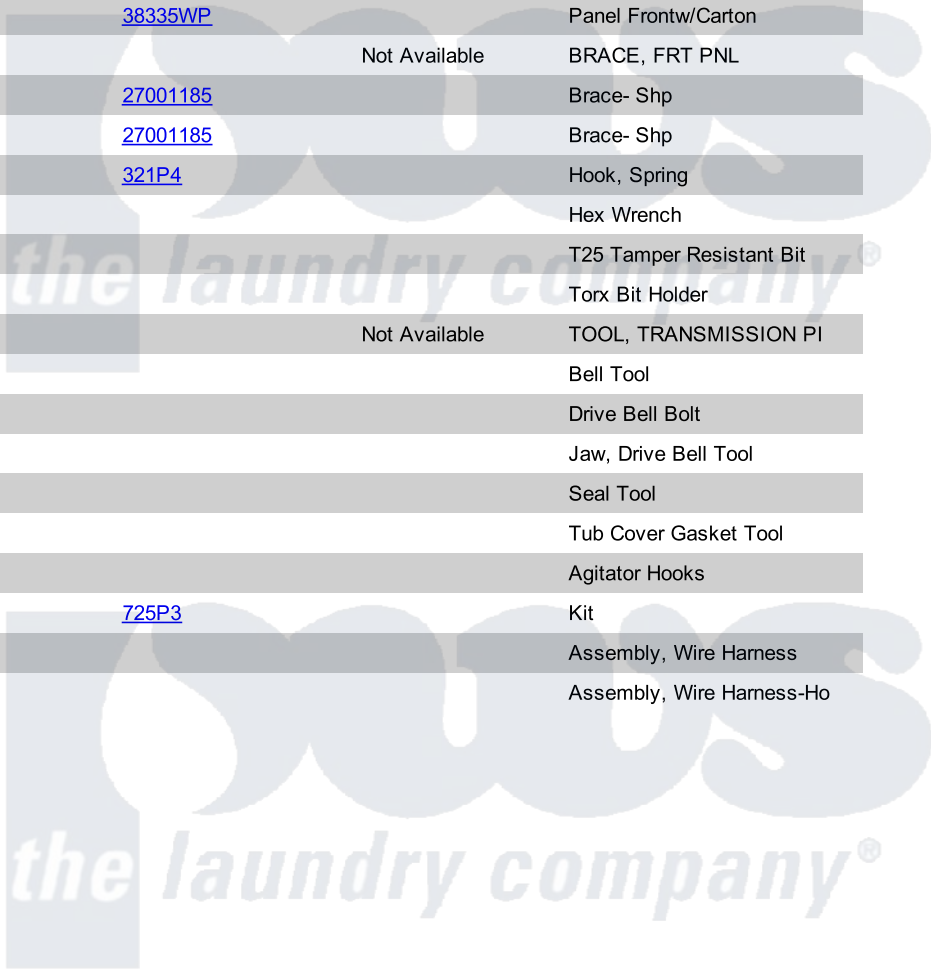 38335WP Panel Frontw/Carton
Not Available BRACE, FRT PNL
27001185 Brace- Shp
27001185 Brace- Shp
321P4 Hook, Spring
Hex Wrench
T25 Tamper Resistant Bit
Torx Bit Holder
Not Available TOOL, TRANSMISSION PI
Bell Tool
Drive Bell Bolt
Jaw, Drive Bell Tool
Seal Tool
Tub Cover Gasket Tool
Agitator Hooks
725P3 Kit
Assembly, Wire Harness
Assembly, Wire Harness-Ho
pws
the laundry company®
pws
the laundry company®